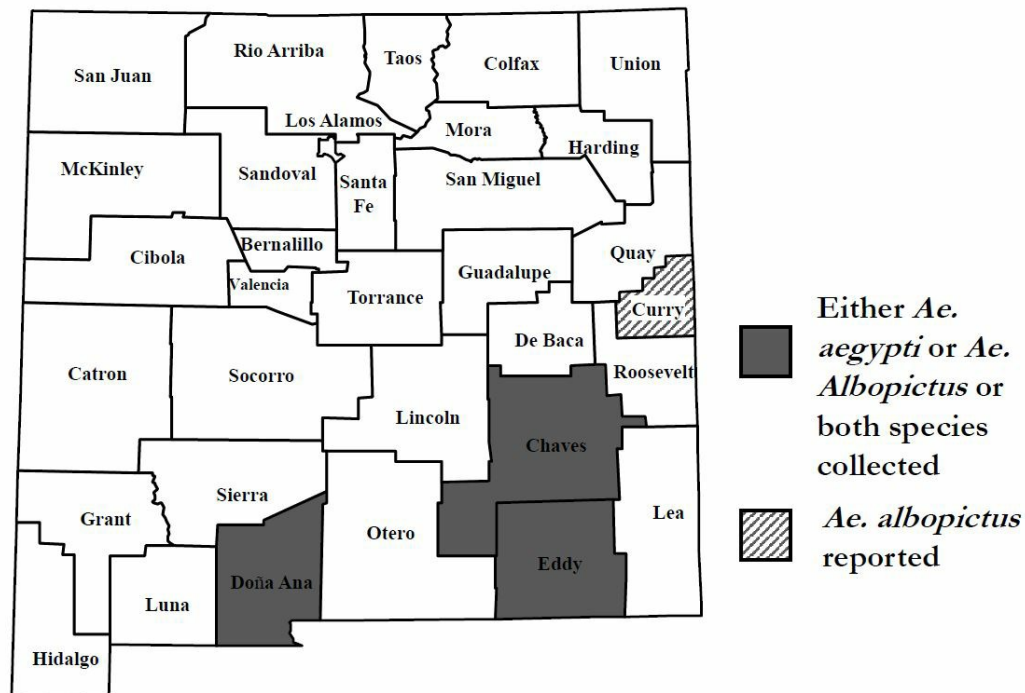 San Juan
Rio Arriba
Taos
Colfax
Union
Los Alamos
Mora
Harding
McKinley
Sandoval
Santa
Fe
San Miguel
Bernalillo
Cibola
Valencia
Torrance
Guadalupe
Quay
Curry
De Baca
Roosevelt
Catron
Socorro
Lincoln
Chaves
Sierra
Grant
Otero
Lea
Eddy
Doña Ana
Luna
Hidalgo
Either Ae.
aegypti or Ae.
Albopictus or
both species
collected
Ae. albopictus
reported